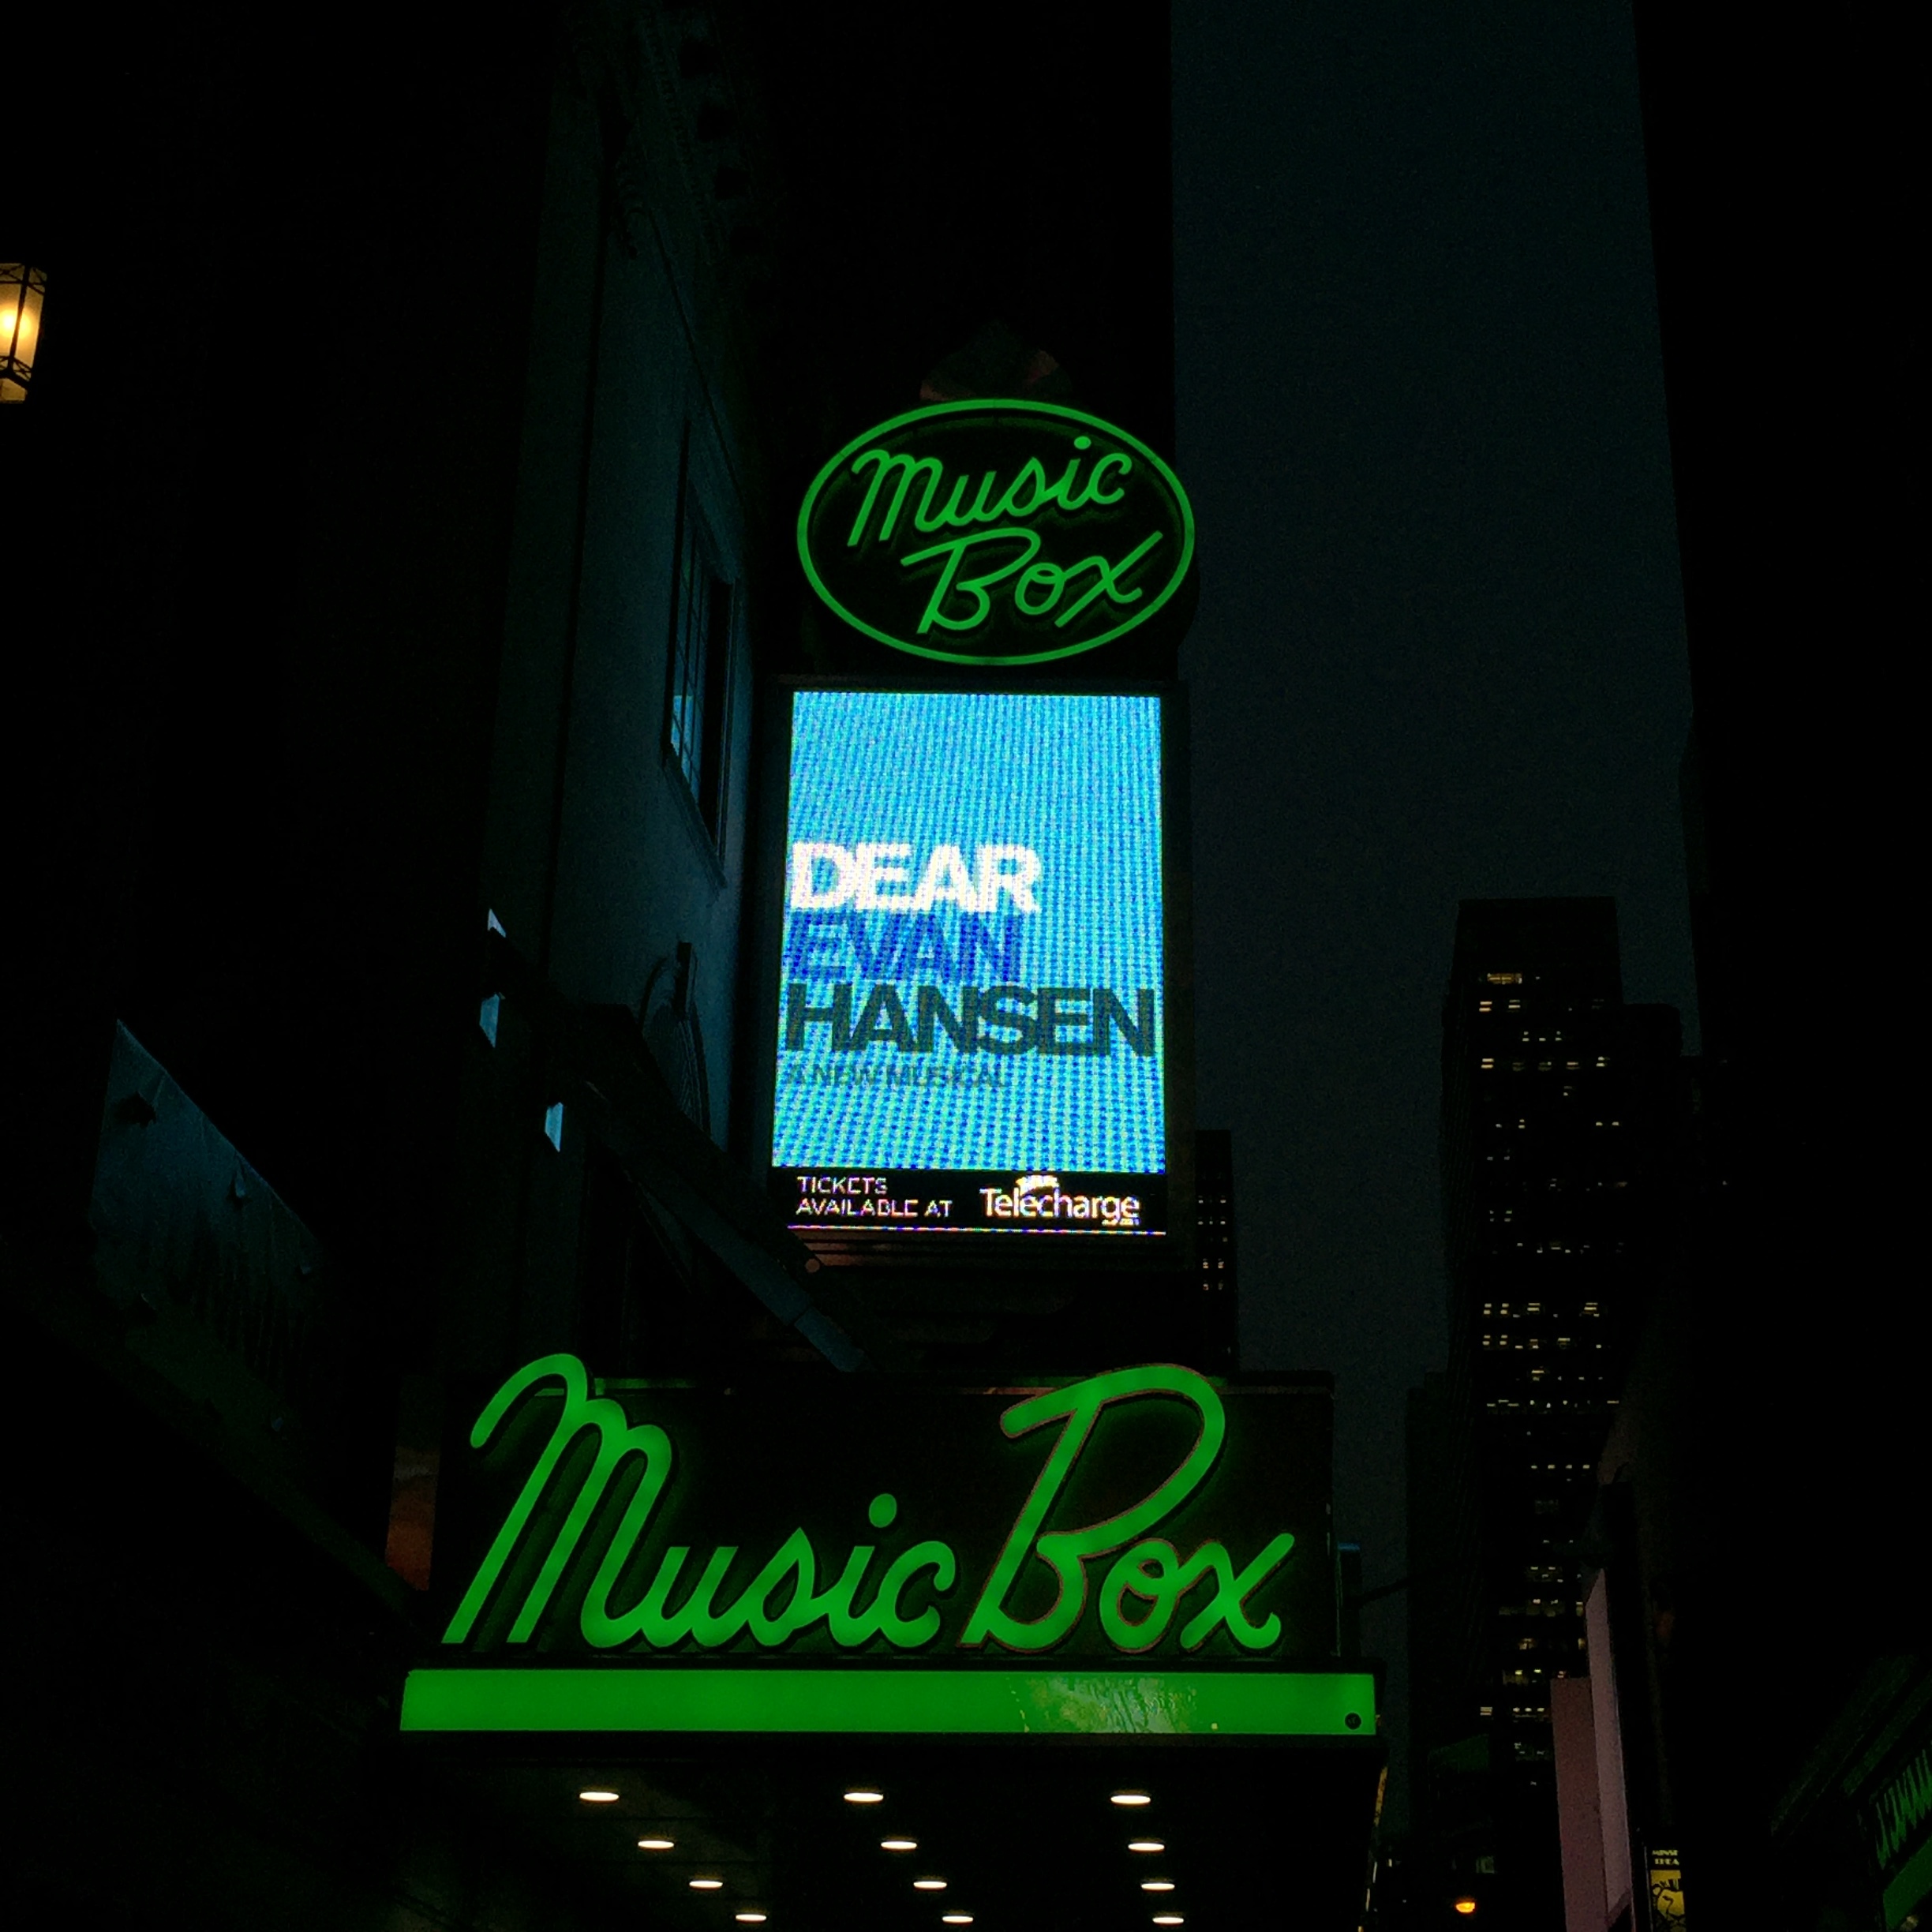 Music
Box
DEAR
EVAN
HANSEN
A NEW MUSICAL
TICKETS
AVAILABLE AT
Telecharge
Music Box